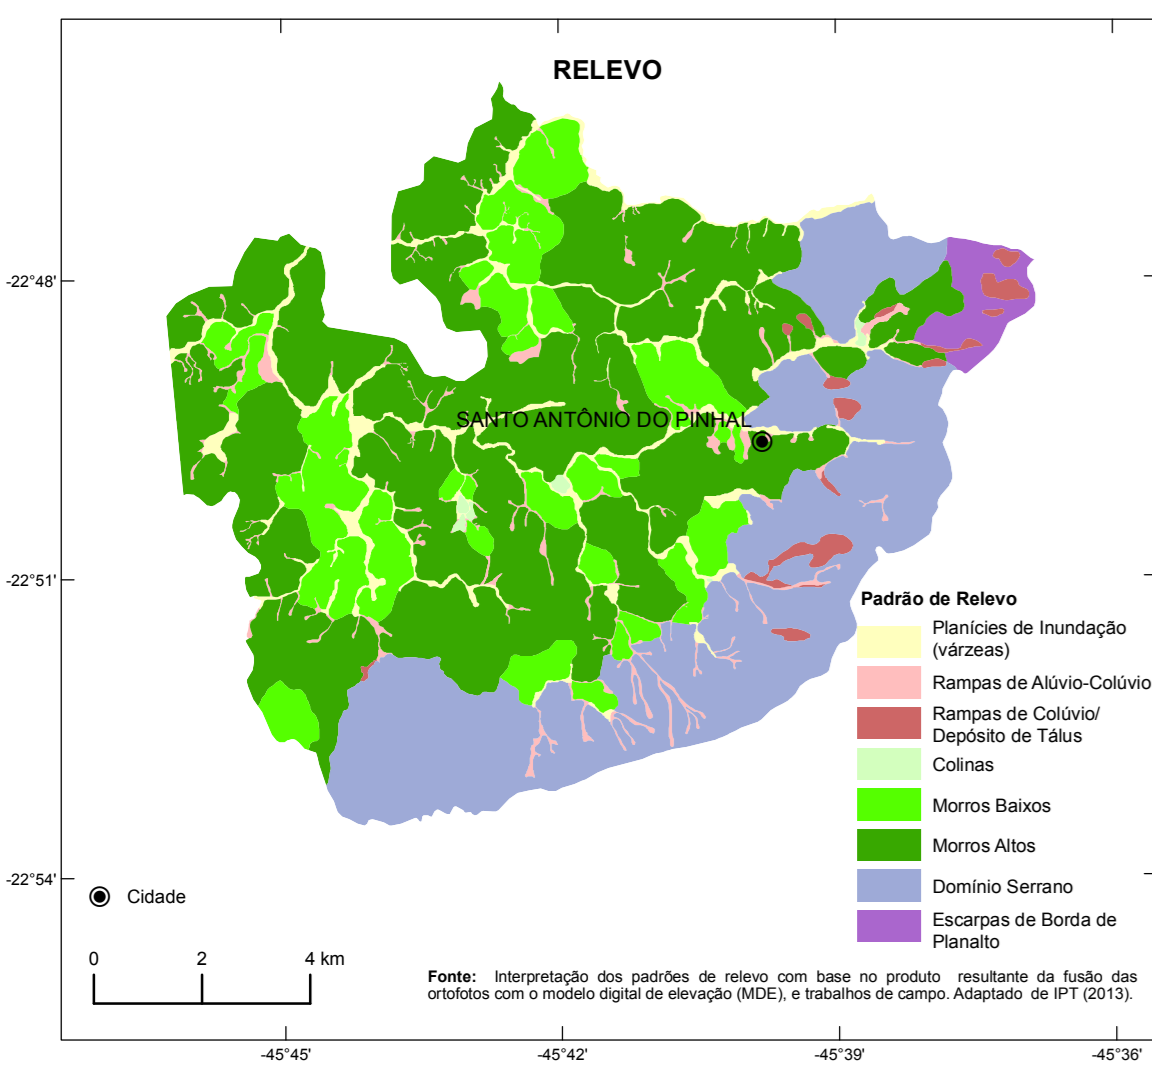 RELEVO
-22°48'
SANTO ANTÔNIO DO PINHAL
-22°51'
Padrão de Relevo
Planícies de Inundação
(várzeas)
Rampas de Alúvio-Colúvio
Rampas de Colúvio/
Depósito de Tálus
Colinas
Morros Baixos
Morros Altos
Domínio Serrano
Escarpas de Borda de
Planalto
-22°54'
Cidade
0 2 4 km
Fonte: Interpretação dos padrões de relevo com base no produto resultante da fusão das
ortofotos com o modelo digital de elevação (MDE), e trabalhos de campo. Adaptado de IPT (2013).
-45°45' -45°42' -45°39' -45°36'